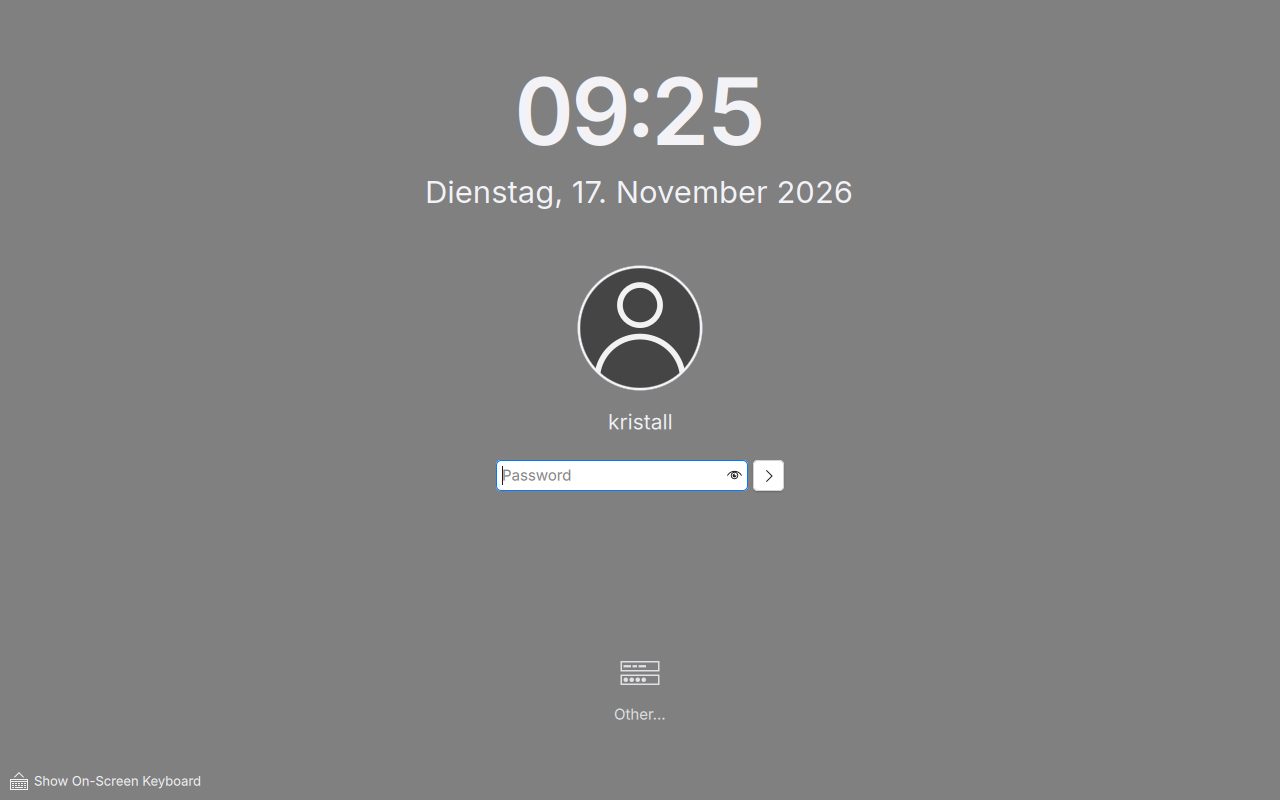 09:25
Dienstag, 17. November 2026
kristall
Password
Other...
Show On-Screen Keyboard